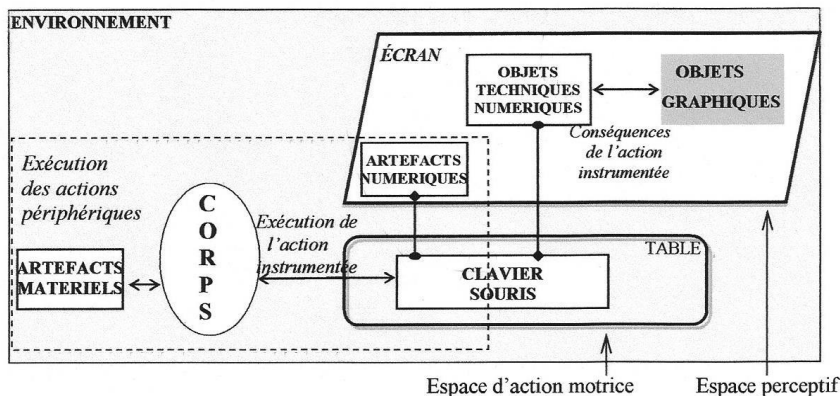 ENVIRONNEMENT
ÉCRAN
OBJETS
TECHNIQUES
NUMERIQUES
OBJETS
GRAPHIQUES
Conséquences
de l'action
instrumentée
ARTEFACTS
NUMERIQUES
Exécution
des actions
périphériques
CORPS
Exécution de
l'action
instrumentée
ARTEFACTS
MATERIELS
TABLE
CLAVIER
SOURIS
Espace d'action motrice
Espace perceptif